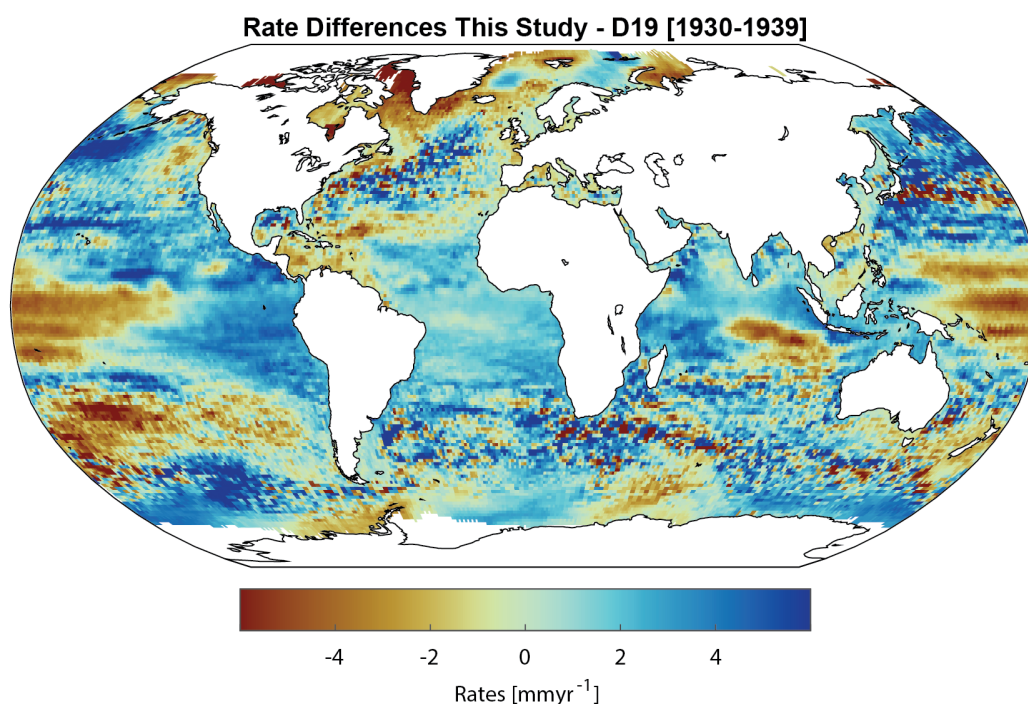 Rate Differences This Study - D19 [1930-1939]
-4 -2 0 2 4
Rates [mmyr⁻¹]